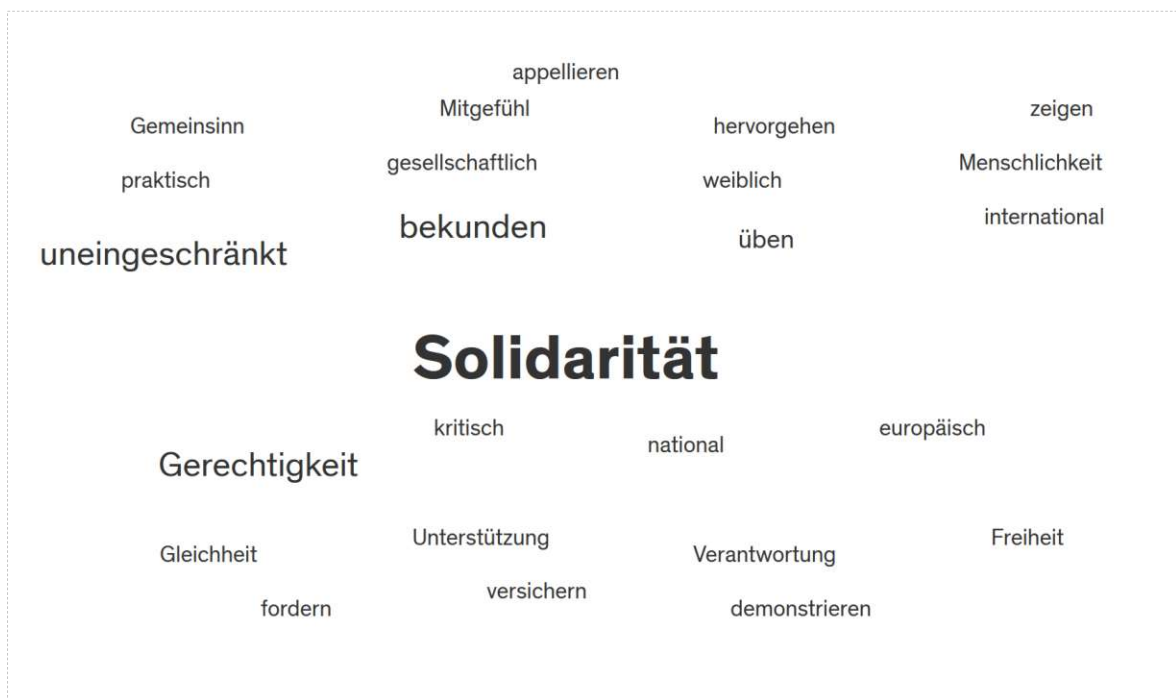 appellieren
Mitgefühl
zeigen
Gemeinsinn
hervorgehen
gesellschaftlich
Menschlichkeit
praktisch
weiblich
international
bekunden
üben
uneingeschränkt
Solidarität
kritisch
europäisch
national
Gerechtigkeit
Unterstützung
Freiheit
Gleichheit
Verantwortung
versichern
fordern
demonstrieren